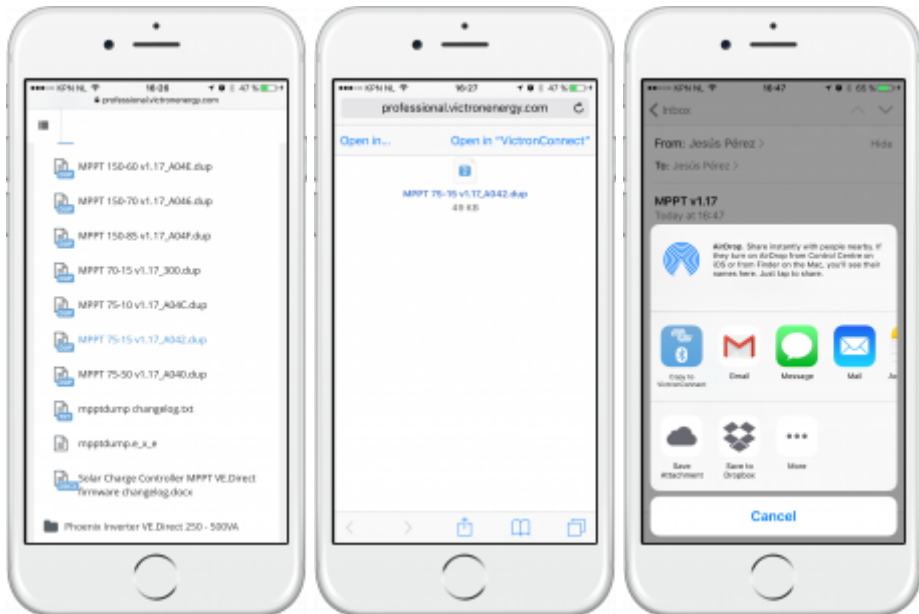 KPN NL 16:26 47 %
professional.victronenergy.com
MPPT 150-60 v1.17_A04E.dup
MPPT 150-70 v1.17_A046.dup
MPPT 150-85 v1.17_A04F.dup
MPPT 70-15 v1.17_300.dup
MPPT 75-10 v1.17_A04C.dup
MPPT 75-15 v1.17_A042.dup
MPPT 75-50 v1.17_A040.dup
mpptdump changelog.txt
mpptdump.e_x_e
Solar Charge Controller MPPT VE.Direct
firmware changelog.docx
Phoenix Inverter VE.Direct 250 - 500VA
KPN NL 16:27 47 %
professional.victronenergy.com
Open in...
Open in "VictronConnect"
MPPT 75-15 v1.17_A042.dup
49 KB
KPN NL 16:47 65 %
Inbox
From: Jesús Pérez
Hide
To: Jesús Pérez
MPPT v1.17
Today at 16:47
AirDrop. Share instantly with people nearby. If
they turn on AirDrop from Control Centre on
iOS or from Finder on the Mac, you'll see their
names here. Just tap to share.
Copy to
VictronConnect
Gmail
Message
Mail
Save
Attachment
Save to
Dropbox
More
Cancel